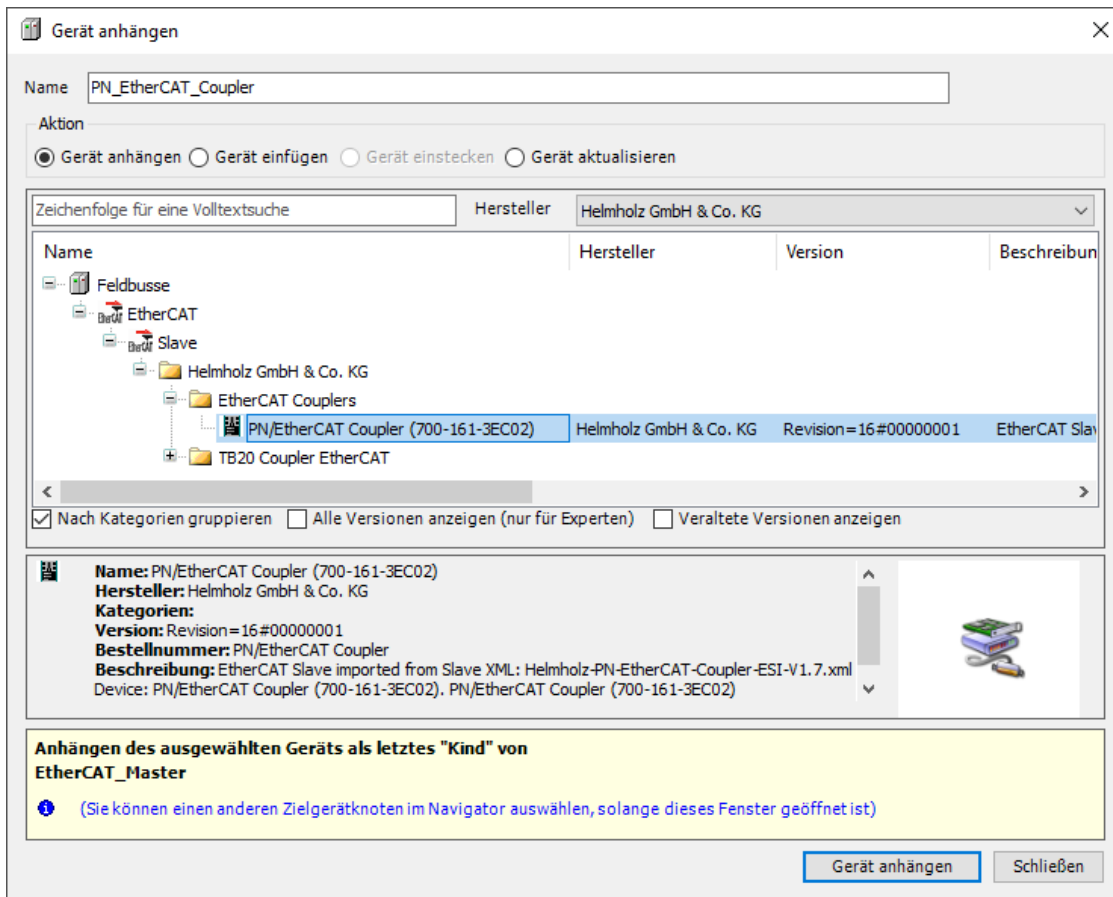 Gerät anhängen
Name PN_EtherCAT_Coupler
Aktion
Gerät anhängen Gerät einfügen Gerät einstecken Gerät aktualisieren
Zeichenfolge für eine Volltextsuche Hersteller Helmholz GmbH & Co. KG
Name Hersteller Version Beschreibun
Feldbusse
EtherCAT EtherCAT
EtherCAT Slave
Helmholz GmbH & Co. KG
EtherCAT Couplers
PN/EtherCAT Coupler (700-161-3EC02) Helmholz GmbH & Co. KG Revision=16#00000001 EtherCAT Slav
TB20 Coupler EtherCAT
Nach Kategorien gruppieren Alle Versionen anzeigen (nur für Experten) Veraltete Versionen anzeigen
Name: PN/EtherCAT Coupler (700-161-3EC02)
Hersteller: Helmholz GmbH & Co. KG
Kategorien:
Version: Revision=16#00000001
Bestellnummer: PN/EtherCAT Coupler
Beschreibung: EtherCAT Slave imported from Slave XML: Helmholz-PN-EtherCAT-Coupler-ESI-V1.7.xml
Device: PN/EtherCAT Coupler (700-161-3EC02). PN/EtherCAT Coupler (700-161-3EC02)
Anhängen des ausgewählten Geräts als letztes "Kind" von
EtherCAT_Master
(Sie können einen anderen Zielgerätknoten im Navigator auswählen, solange dieses Fenster geöffnet ist)
Gerät anhängen Schließen